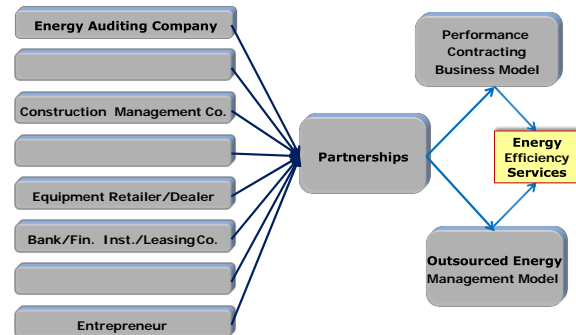 Energy Auditing Company
Construction Management Co.
Equipment Retailer/Dealer
Bank/Fin. Inst./LeasingCo.
Entrepreneur
Partnerships
Performance
Contracting
Business Model
Energy
Efficiency
Services
Outsourced Energy
Management Model